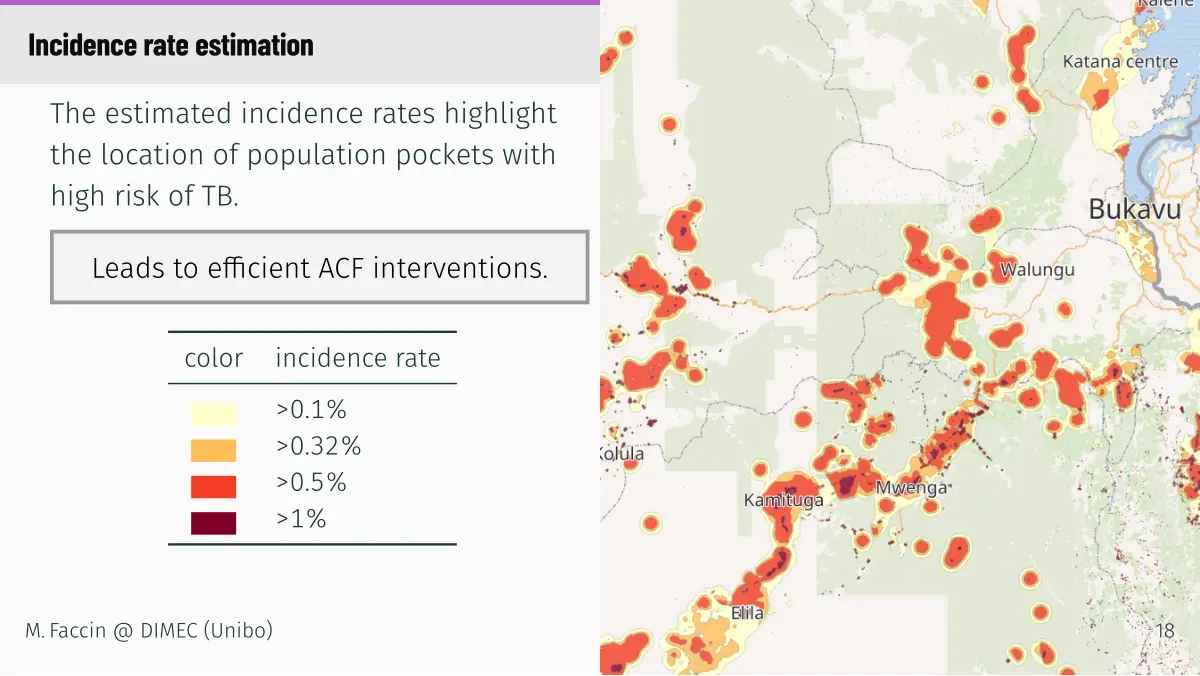 Incidence rate estimation
The estimated incidence rates highlight
the location of population pockets with
high risk of TB.
Leads to efficient ACF interventions.
color incidence rate
>0.1%
>0.32%
>0.5%
>1%
M. Faccin @ DIMEC (Unibo)
Kalehe
Katana centre
Bukavu
Walungu
Kolula
Kamituga
Mwenga
Elila
18